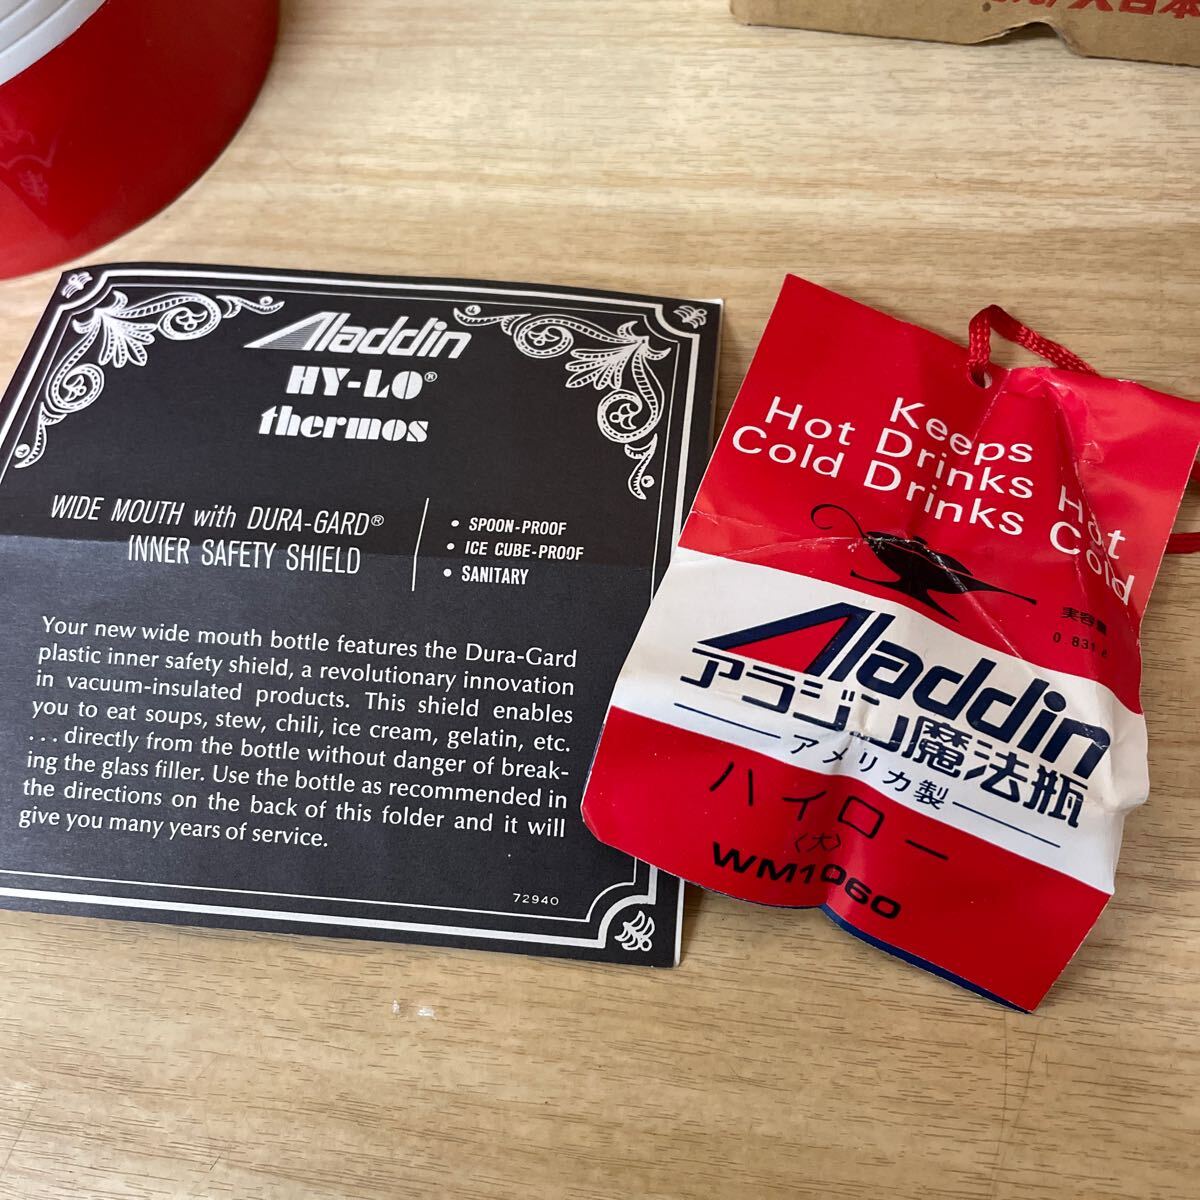 Aladdin
HY-LO®
thermos
WIDE MOUTH with DURA-GARD®
INNER SAFETY SHIELD
• SPOON-PROOF
• ICE CUBE-PROOF
• SANITARY
Your new wide mouth bottle features the Dura-Gard
plastic inner safety shield, a revolutionary innovation
in vacuum-insulated products. This shield enables
you to eat soups, stew, chili, ice cream, gelatin, etc.
. . . directly from the bottle without danger of break-
ing the glass filler. Use the bottle as recommended in
the directions on the back of this folder and it will
give you many years of service.
72940
Keeps
Hot Drinks Hot
Cold Drinks Cold
実容量
0 831
Aladdin
アラジン魔法瓶
アメリカ製
ハイロー
〈大〉
WM1060